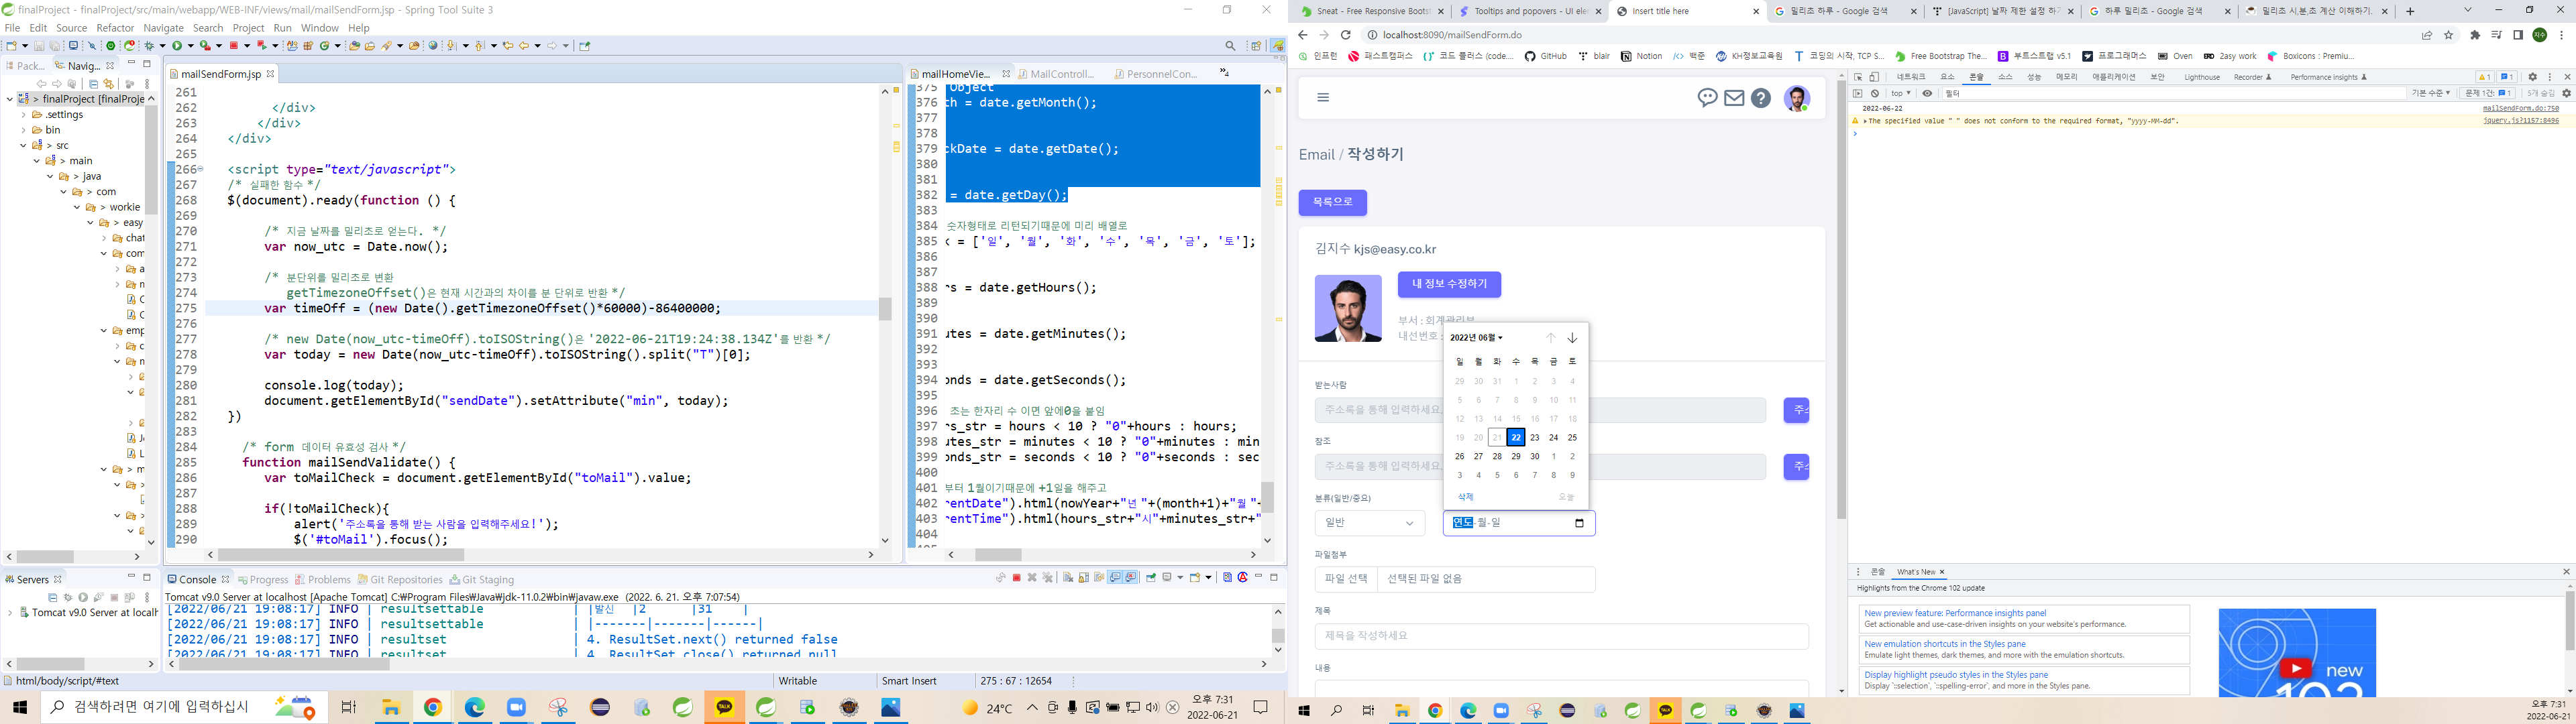 finalProject - finalProject/src/main/webapp/WEB-INF/views/mail/mailSendForm.jsp - Spring Tool Suite 3
File Edit Source Refactor Navigate Search Project Run Window Help
Pack... Navig...
> finalProject [finalProje
.settings
bin
> src
> main
> java
> com
> workie
> easy
chat
com
emp
Servers
Tomcat v9.0 Server at localh
mailSendForm.jsp
261
262 </div>
263 </div>
264 </div>
265
266 <script type="text/javascript">
267 /* 실패한 함수 */
268 $(document).ready(function () {
269
270 /* 지금 날짜를 밀리초로 얻는다. */
271 var now_utc = Date.now();
272
273 /* 분단위를 밀리초로 변환
274 getTimezoneOffset()은 현재 시간과의 차이를 분 단위로 반환 */
275 var timeOff = (new Date().getTimezoneOffset()*60000)-86400000;
276
277 /* new Date(now_utc-timeOff).toISOString()은 '2022-06-21T19:24:38.134Z'를 반환 */
278 var today = new Date(now_utc-timeOff).toISOString().split("T")[0];
279
280 console.log(today);
281 document.getElementById("sendDate").setAttribute("min", today);
282 })
283
284 /* form 데이터 유효성 검사 */
285 function mailSendValidate() {
286 var toMailCheck = document.getElementById("toMail").value;
287
288 if(!toMailCheck){
289 alert('주소록을 통해 받는 사람을 입력해주세요!');
290 $('#toMail').focus();
mailHomeView... MailControll... PersonnelCon...
375 Object
376 th = date.getMonth();
377
378
379 ckDate = date.getDate();
380
381
382 = date.getDay();
383
384 숫자형태로 리턴되기때문에 미리 배열로
385 k = ['일', '월', '화', '수', '목', '금', '토'];
386
387
388 rs = date.getHours();
389
390
391 utes = date.getMinutes();
392
393
394 onds = date.getSeconds();
395
396 초는 한자리 수 이면 앞에0을 붙임
397 rs_str = hours < 10 ? "0"+hours : hours;
398 utes_str = minutes < 10 ? "0"+minutes : min
399 onds_str = seconds < 10 ? "0"+seconds : sec
400
401 부터 1월이기때문에 +1일을 해주고
402 rentDate").html(nowYear+"년 "+(month+1)+"월 "+
403 rentTime").html(hours_str+"시"+minutes_str+"
404
Console Progress Problems Git Repositories Git Staging
Tomcat v9.0 Server at localhost [Apache Tomcat] C:₩Program Files₩Java₩jdk-11.0.2₩bin₩javaw.exe (2022. 6. 21. 오후 7:07:54)
[2022/06/21 19:08:17] INFO | resultsettable | |발신 |2 |31 |
[2022/06/21 19:08:17] INFO | resultsettable | |-------|-------|------|
[2022/06/21 19:08:17] INFO | resultset | 4. ResultSet.next() returned false
[2022/06/21 19:08:17] INFO | resultset | 4. ResultSet.close() returned null
html/body/script/#text Writable Smart Insert 275 : 67 : 12654
검색하려면 여기에 입력하십시
24°C 오후 7:31
2022-06-21
Sneat - Free Responsive Bootst Tooltips and popovers - UI ele Insert title here 밀리초 하루 - Google 검색 [JavaScript] 날짜 제한 설정 하기 하루 밀리초 - Google 검색 밀리초 시,분,초 계산 이해하기.
localhost:8090/mailSendForm.do
인프런 패스트캠퍼스 코드 플러스 (code.... GitHub blair Notion 백준 KH정보교육원 코딩의 시작, TCP S... Free Bootstrap The... 부트스트랩 v5.1 프로그래머스 Oven 2asy work Boxicons : Premiu...
Email / 작성하기
목록으로
김지수 kjs@easy.co.kr
내 정보 수정하기
부서 : 회계관리부
내선번호 :
2022년 06월
일 월 화 수 목 금 토
29 30 31 1 2 3 4
5 6 7 8 9 10 11
12 13 14 15 16 17 18
19 20 21 22 23 24 25
26 27 28 29 30 1 2
3 4 5 6 7 8 9
삭제 오늘
받는사람
주소록을 통해 입력하세요.
주소
참조
주소록을 통해 입력하세요.
주소
분류(일반/중요)
일반
연도-월-일
파일첨부
파일 선택 선택된 파일 없음
제목
제목을 작성하세요
내용
네트워크 요소 콘솔 소스 성능 메모리 애플리케이션 보안 Lighthouse Recorder Performance insights 1 1
top 필터 기본 수준 문제 1건: 1 5개 숨김
2022-06-22 mailSendForm.do:750
The specified value " " does not conform to the required format, "yyyy-MM-dd". jquery.js?1157:8496
콘솔 What's New
Highlights from the Chrome 102 update
New preview feature: Performance insights panel
Get actionable and use-case-driven insights on your website's performance.
New emulation shortcuts in the Styles pane
Emulate light themes, dark themes, and more with the emulation shortcuts.
Display highlight pseudo styles in the Styles pane
Display `::selection`, `::spelling-error`, and more in the Styles pane.
new
102
오후 7:31
2022-06-21